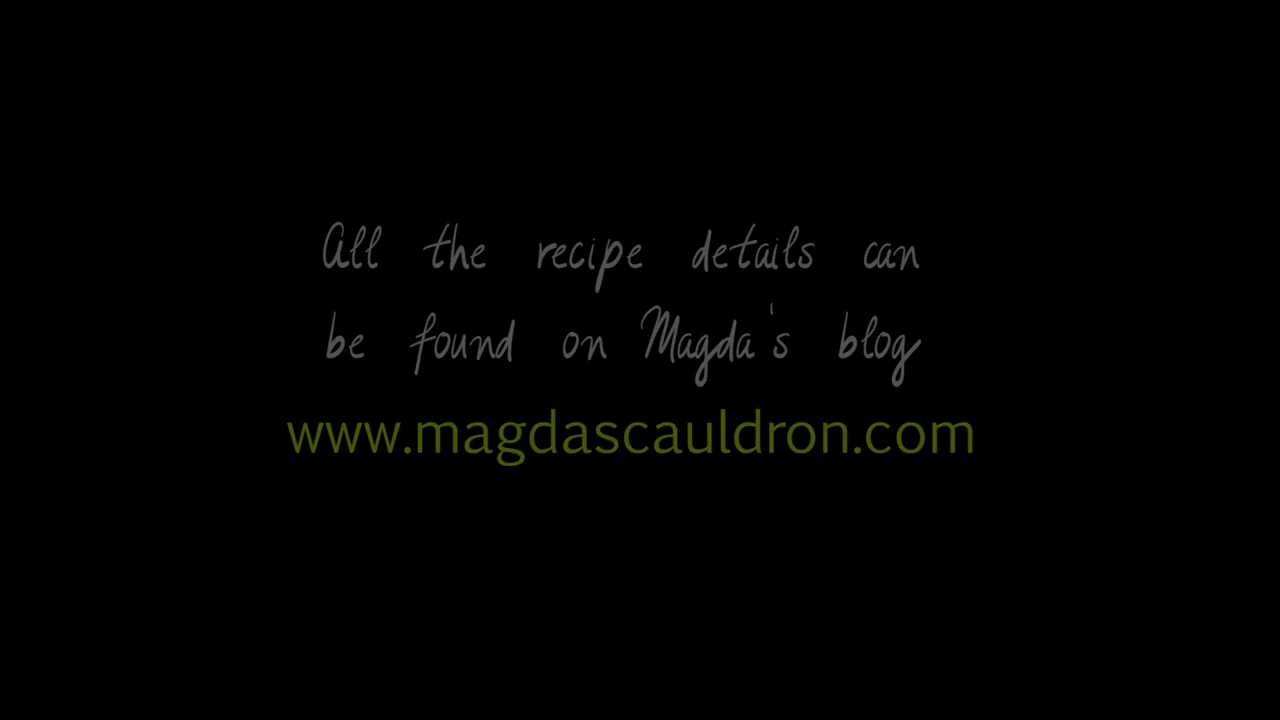 All the recipe details can
be found on Magda's blog
www.magdascauldron.com